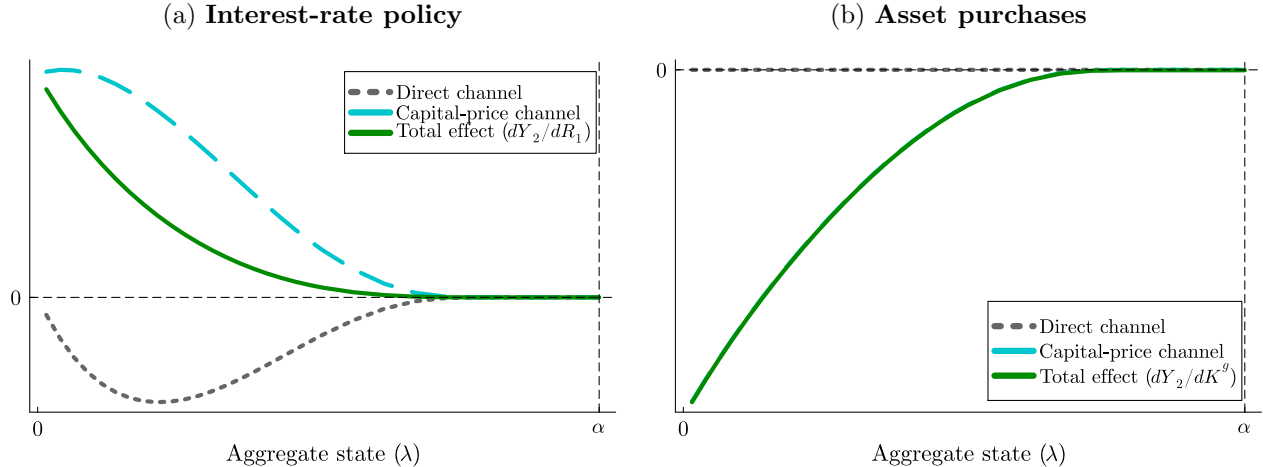 (a) Interest-rate policy
Direct channel
Capital-price channel
Total effect (dY₂/dR₁)
0
0
α
Aggregate state (λ)
(b) Asset purchases
0
Direct channel
Capital-price channel
Total effect (dY₂/dKᵍ)
0
α
Aggregate state (λ)